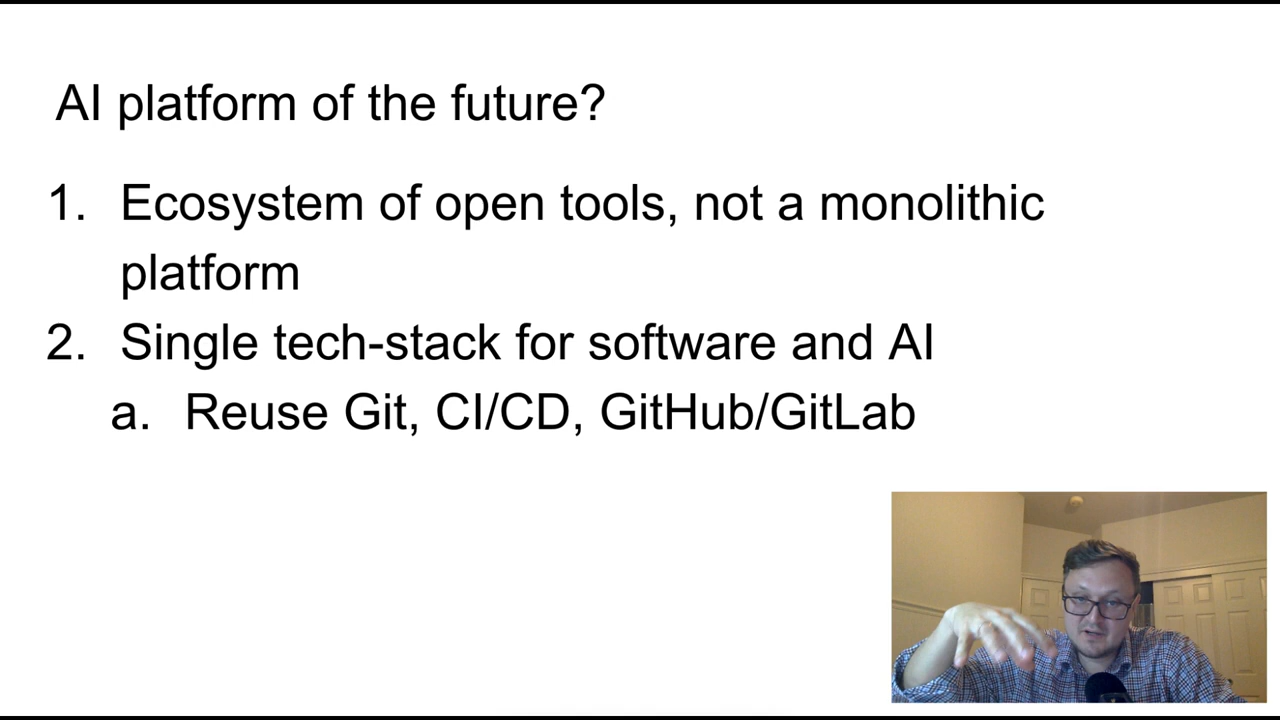 AI platform of the future?
1. Ecosystem of open tools, not a monolithic
platform
2. Single tech-stack for software and AI
a. Reuse Git, CI/CD, GitHub/GitLab